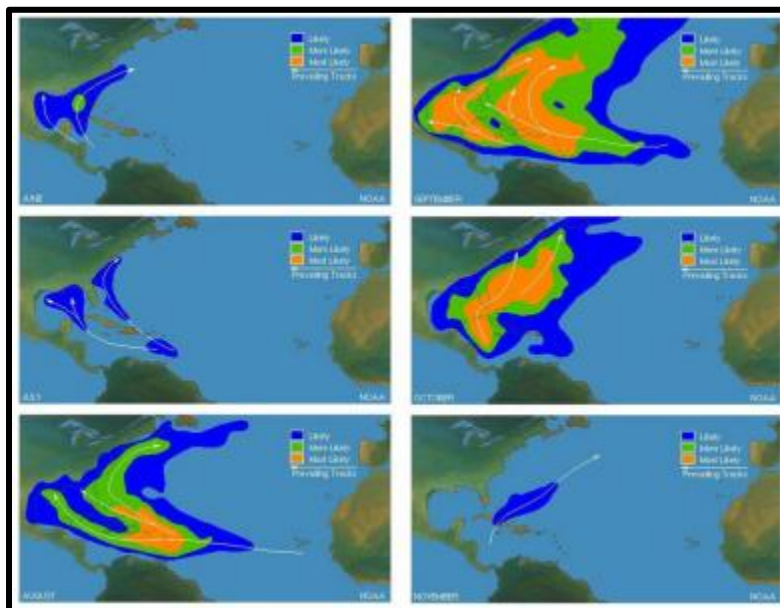 Likely
More Likely
Most Likely
Prevailing Tracks
JUNE
NOAA
Likely
More Likely
Most Likely
Prevailing Tracks
SEPTEMBER
NOAA
Likely
More Likely
Most Likely
Prevailing Tracks
JULY
NOAA
Likely
More Likely
Most Likely
Prevailing Tracks
OCTOBER
NOAA
Likely
More Likely
Most Likely
Prevailing Tracks
AUGUST
NOAA
Likely
More Likely
Most Likely
Prevailing Tracks
NOVEMBER
NOAA